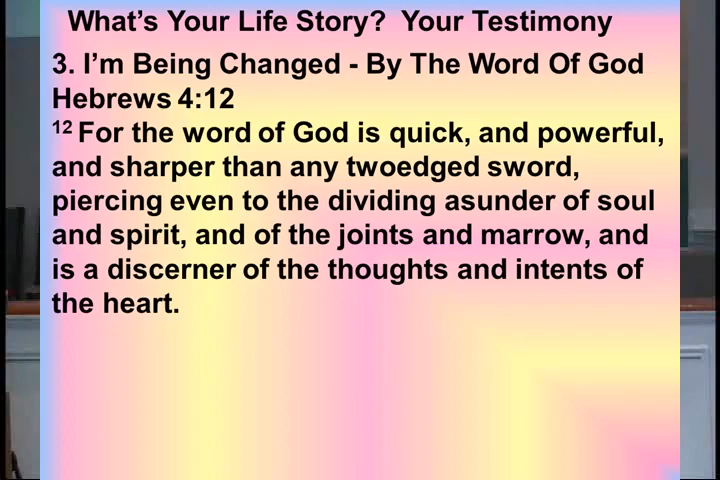 What’s Your Life Story?  Your Testimony
3. I’m Being Changed - By The Word Of God
Hebrews 4:12
12 For the word of God is quick, and powerful,
and sharper than any twoedged sword,
piercing even to the dividing asunder of soul
and spirit, and of the joints and marrow, and
is a discerner of the thoughts and intents of
the heart.